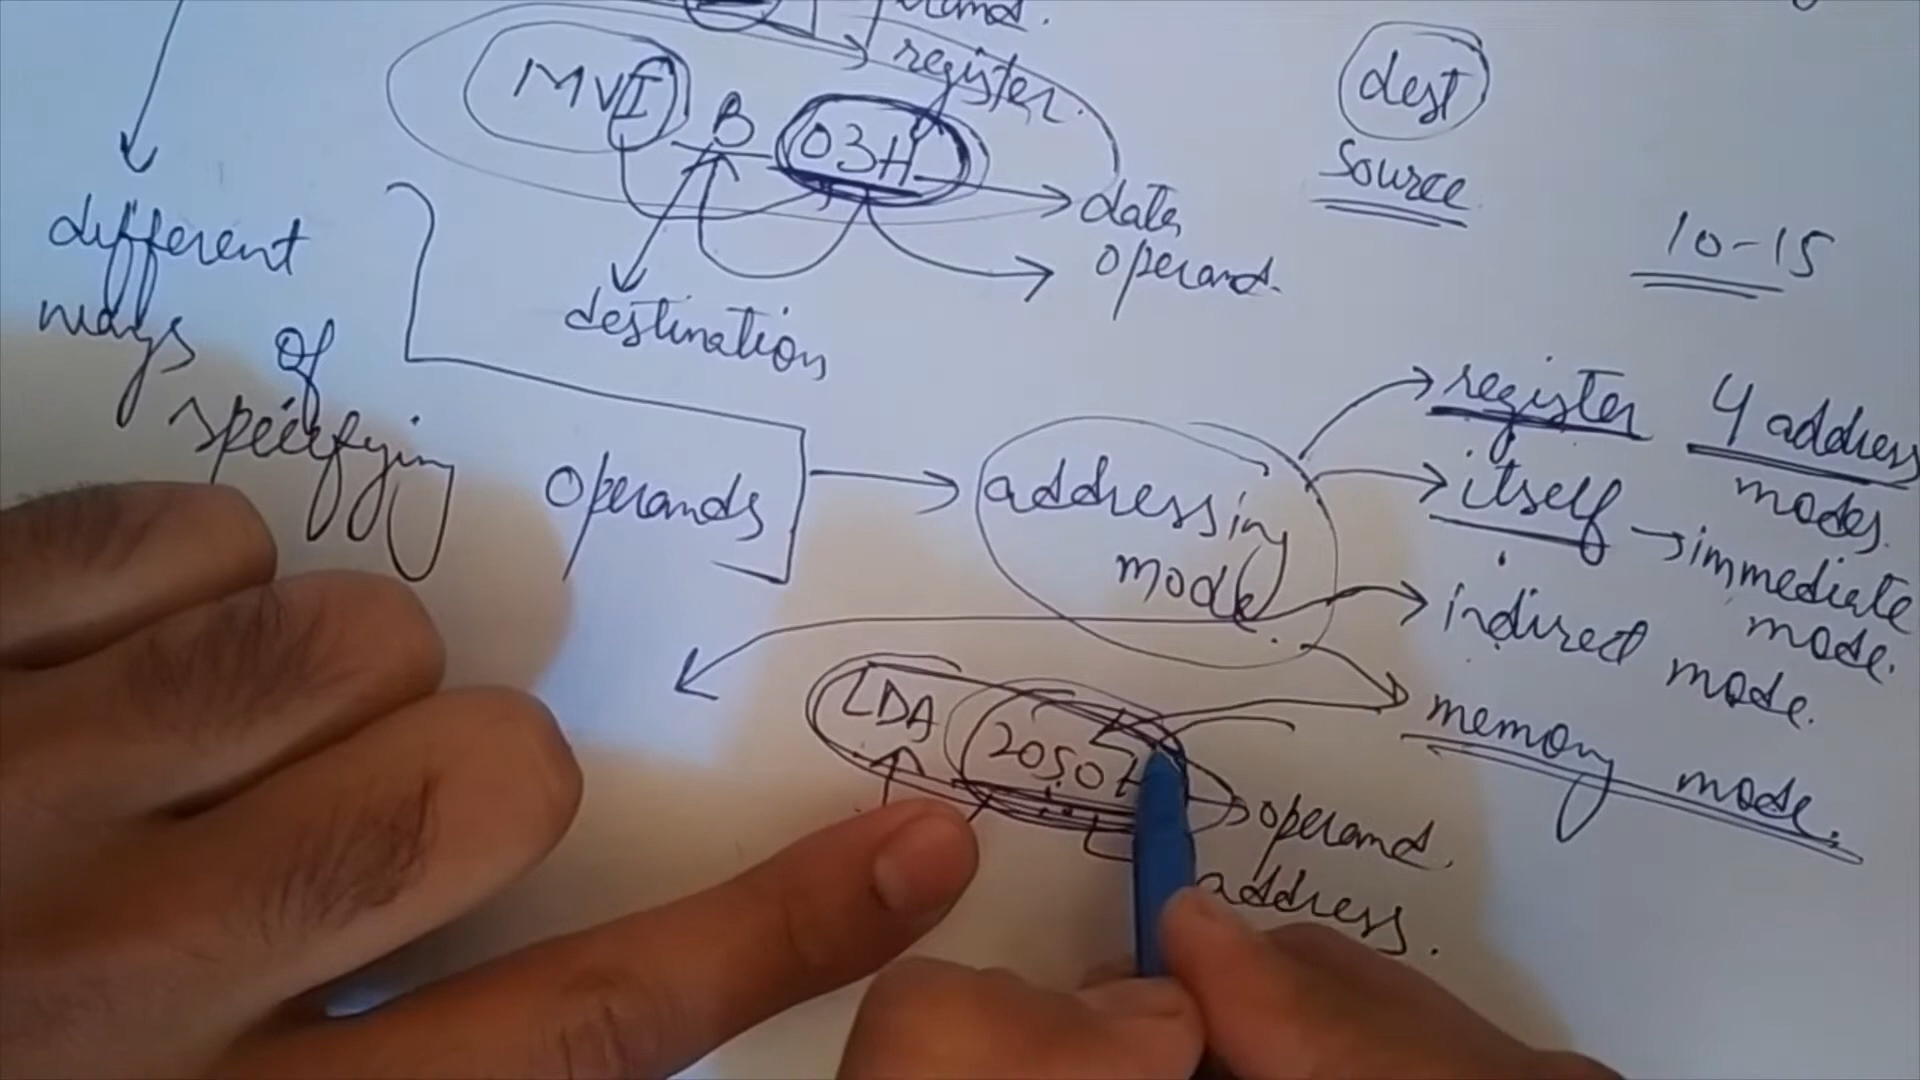 register.
MVI B 03H
dest
source
data
operand.
10-15
destination
different
ways of
specifying
operands
addressing
mode.
register
4 address
modes.
itself
immediate
mode.
indirect mode.
memory mode.
LDA 2050
operand.
address.